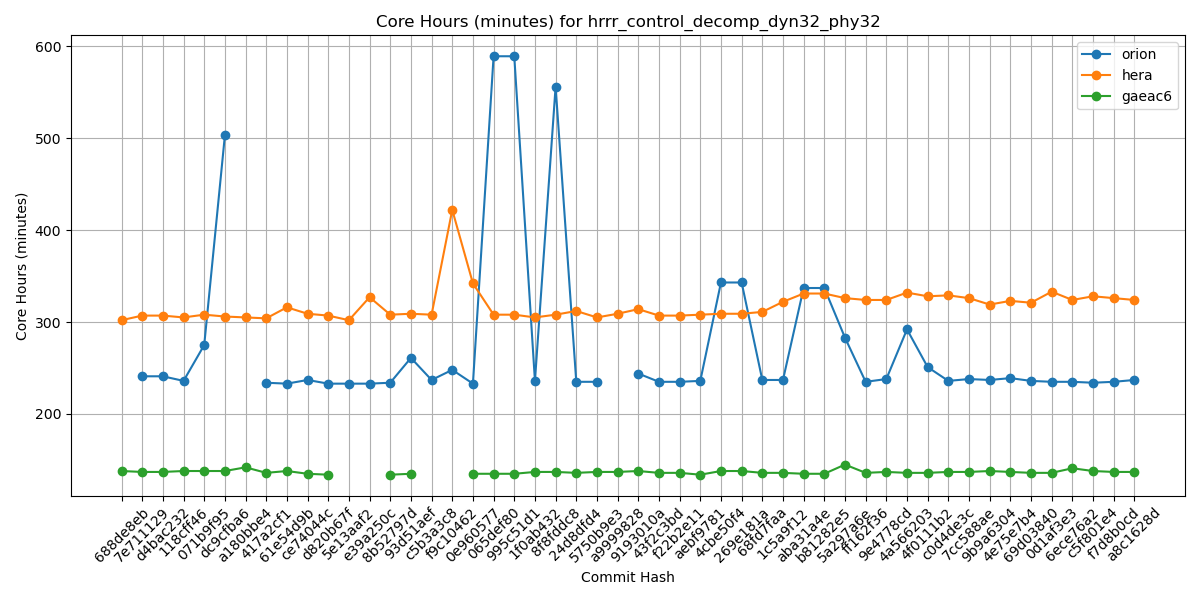 Core Hours (minutes) for hrrr_control_decomp_dyn32_phy32
orion
hera
gaeac6
Core Hours (minutes)
600
500
400
300
200
688de8eb
7e711129
d4bac232
118cff46
071b9f95
dc9cfba6
a180bbe4
417a2cf1
61e54d9b
ce74044c
d820b67f
5e13aaf2
e39a250c
8b52797d
93d51aef
c5b3a3c8
f9c10462
0e960577
065def80
995c51d1
1f0ab432
8f8fddc8
24d8dfd4
5750b9e3
a9999828
9193010a
43f253bd
f22b2e11
aebf9781
4cbe50f4
269e181a
68fd7faa
1c5a9f12
aba31a4e
b81282e5
5a297a6e
ff162f36
9e4778cd
4a566203
4f0111b2
c0d4de3c
7cc588ae
9b9a6304
4e75e7b4
69d03840
0d1af3e3
6ece76a2
c5f801e4
f7d8b0cd
a8c1628d
Commit Hash